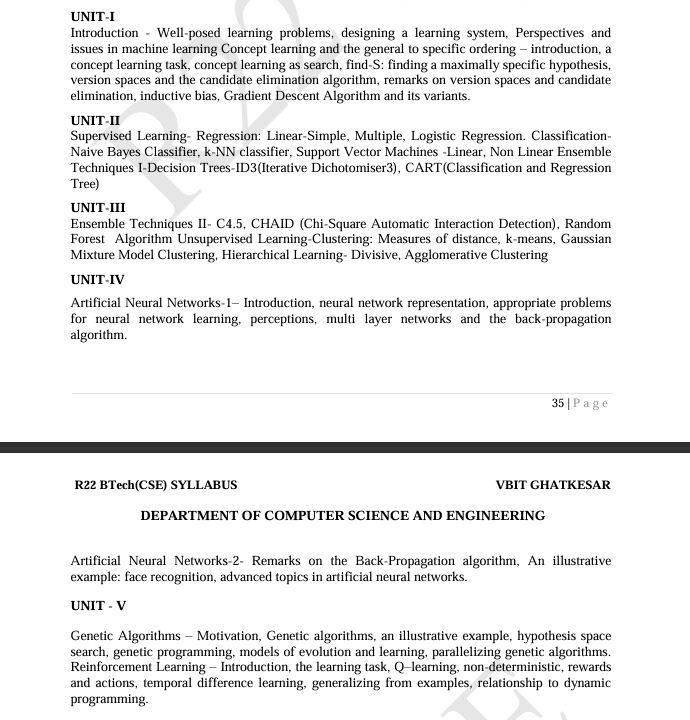 UNIT-I
Introduction - Well-posed learning problems, designing a learning system, Perspectives and
issues in machine learning Concept learning and the general to specific ordering – introduction, a
concept learning task, concept learning as search, find-S: finding a maximally specific hypothesis,
version spaces and the candidate elimination algorithm, remarks on version spaces and candidate
elimination, inductive bias, Gradient Descent Algorithm and its variants.
UNIT-II
Supervised Learning- Regression: Linear-Simple, Multiple, Logistic Regression. Classification-
Naive Bayes Classifier, k-NN classifier, Support Vector Machines -Linear, Non Linear Ensemble
Techniques I-Decision Trees-ID3(Iterative Dichotomiser3), CART(Classification and Regression
Tree)
UNIT-III
Ensemble Techniques II- C4.5, CHAID (Chi-Square Automatic Interaction Detection), Random
Forest Algorithm Unsupervised Learning-Clustering: Measures of distance, k-means, Gaussian
Mixture Model Clustering, Hierarchical Learning- Divisive, Agglomerative Clustering
UNIT-IV
Artificial Neural Networks-1– Introduction, neural network representation, appropriate problems
for neural network learning, perceptions, multi layer networks and the back-propagation
algorithm.
35 | Page
R22 BTech(CSE) SYLLABUS VBIT GHATKESAR
DEPARTMENT OF COMPUTER SCIENCE AND ENGINEERING
Artificial Neural Networks-2- Remarks on the Back-Propagation algorithm, An illustrative
example: face recognition, advanced topics in artificial neural networks.
UNIT - V
Genetic Algorithms – Motivation, Genetic algorithms, an illustrative example, hypothesis space
search, genetic programming, models of evolution and learning, parallelizing genetic algorithms.
Reinforcement Learning – Introduction, the learning task, Q–learning, non-deterministic, rewards
and actions, temporal difference learning, generalizing from examples, relationship to dynamic
programming.
R22